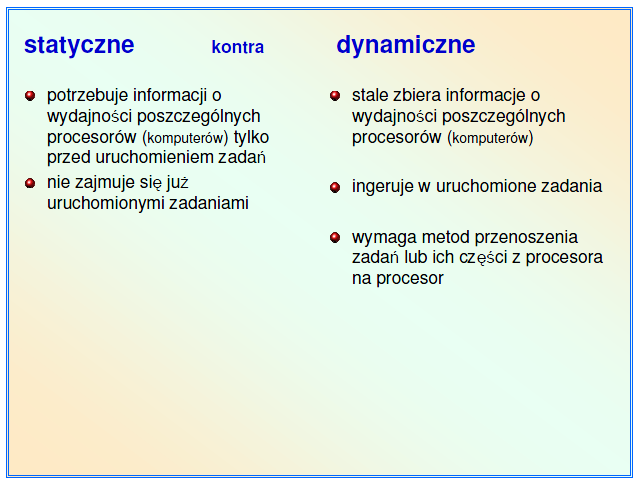 statyczne kontra dynamiczne
potrzebuje informacji o
wydajności poszczególnych
procesorów (komputerów) tylko
przed uruchomieniem zadań
nie zajmuje się już
uruchomionymi zadaniami
stale zbiera informacje o
wydajności poszczególnych
procesorów (komputerów)
ingeruje w uruchomione zadania
wymaga metod przenoszenia
zadań lub ich części z procesora
na procesor